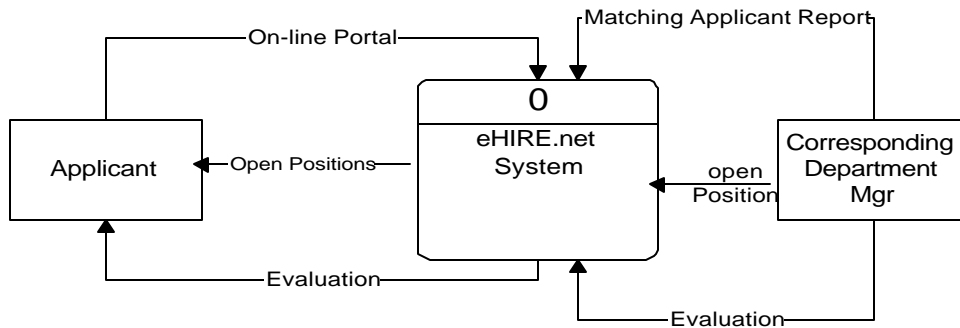 Matching Applicant Report
On-line Portal
0
eHIRE.net
System
Applicant
Open Positions
open
Position
Corresponding
Department
Mgr
Evaluation
Evaluation